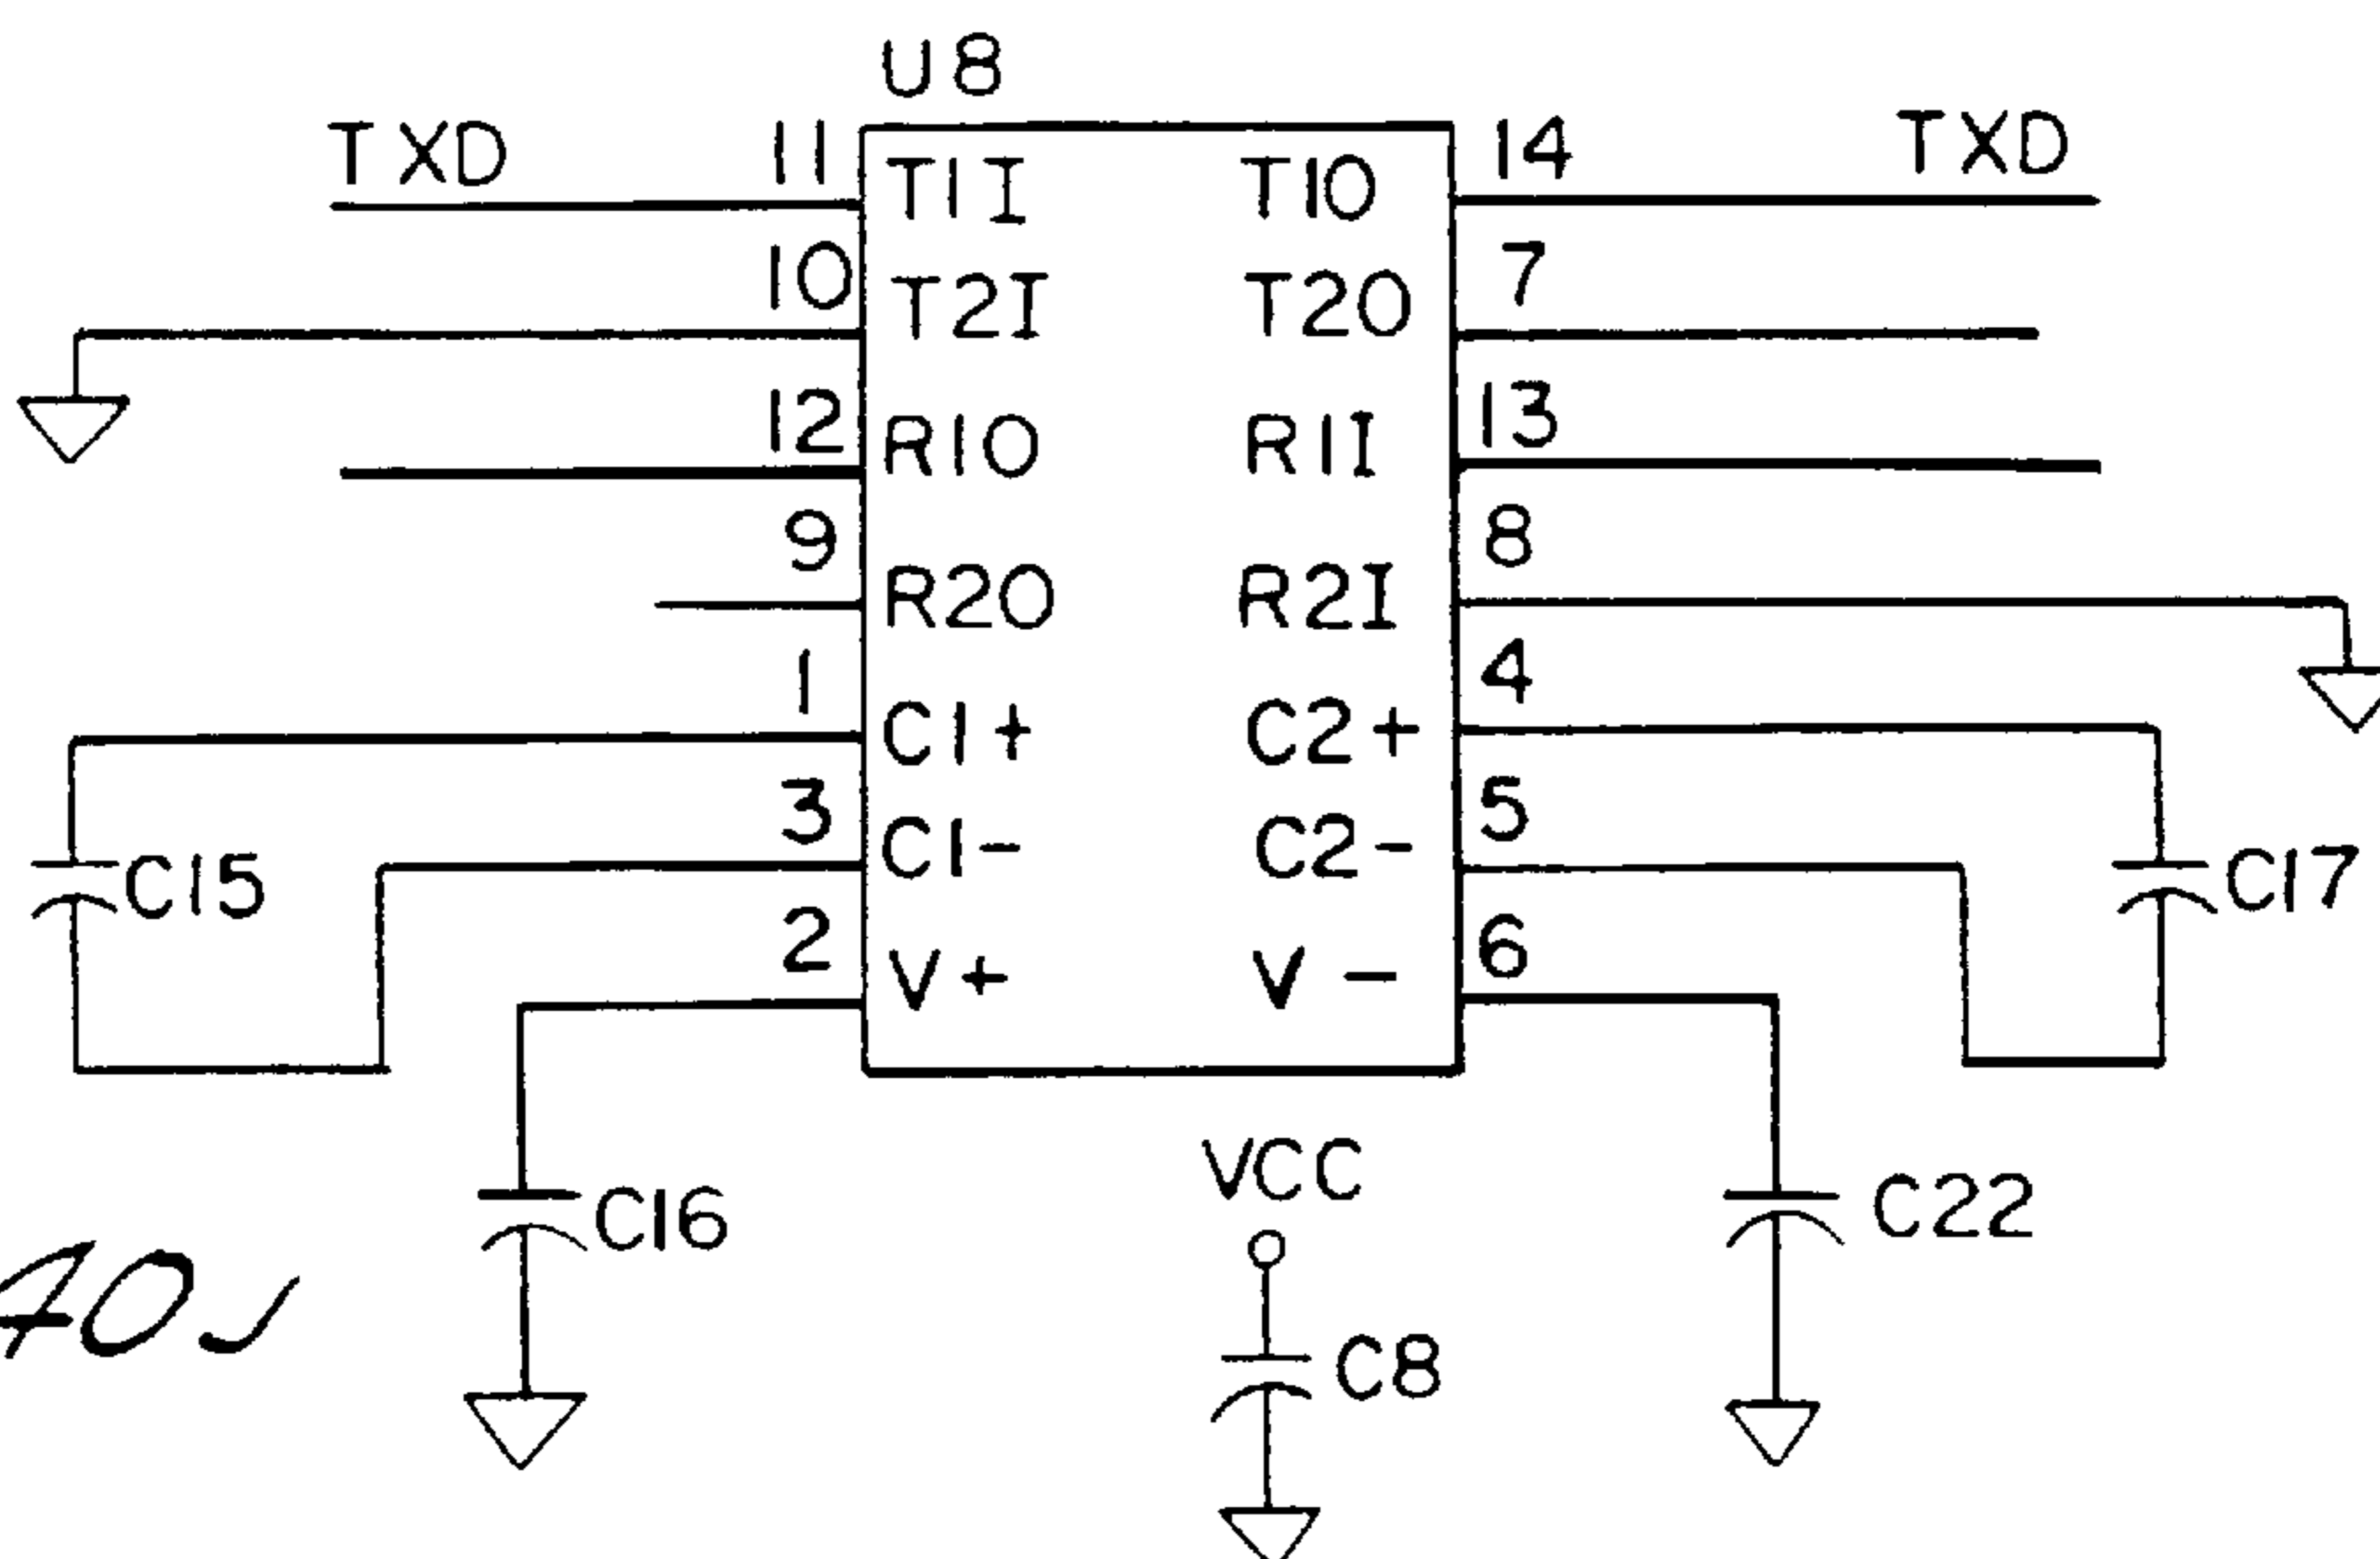 U8
TXD 11 T1I T1O 14 TXD
10 T2I T2O 7
12 R1O R1I 13
9 R2O R2I 8
1 C1+ C2+ 4
3 C1- C2- 5
C15 C17
2 V+ V- 6
VCC
C16 C22
40J
C8